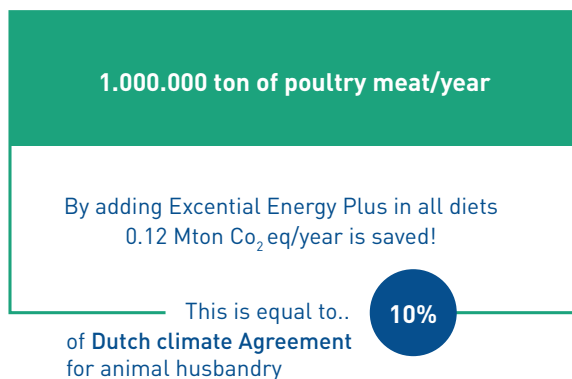 1.000.000 ton of poultry meat/year
By adding Excential Energy Plus in all diets
0.12 Mton Co₂ eq/year is saved!
This is equal to..
10%
of Dutch climate Agreement
for animal husbandry